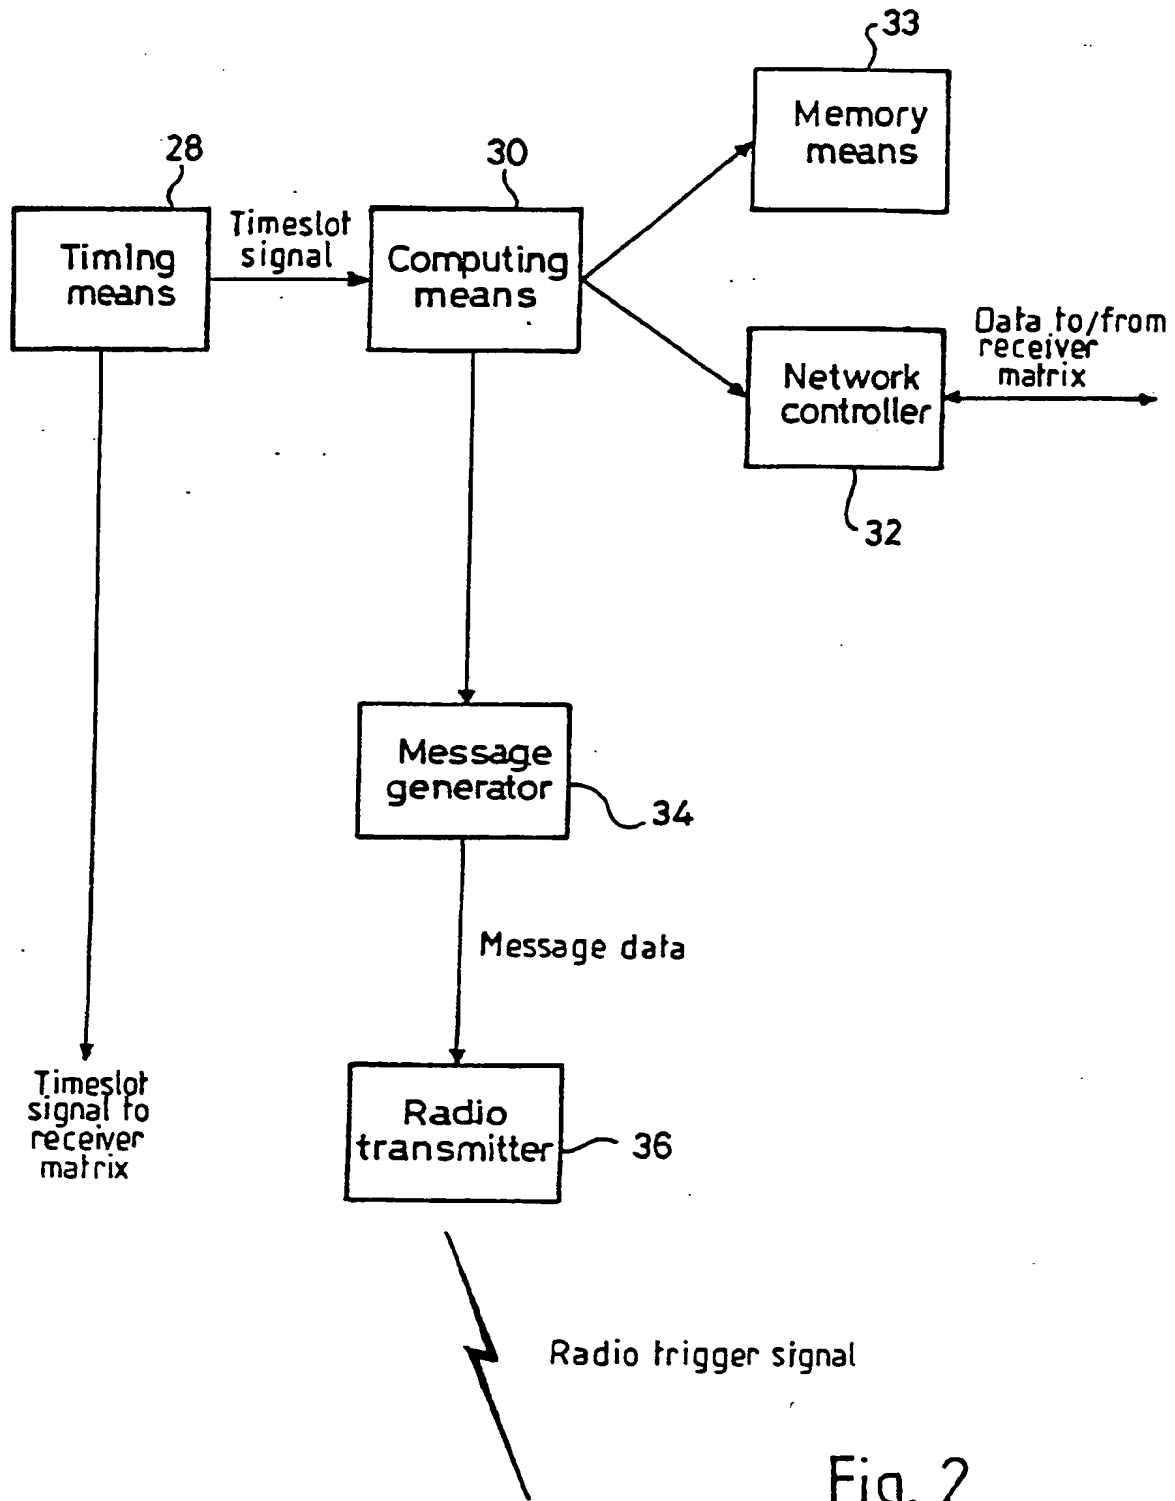 33
Memory
means
28
30
Timing
means
Timeslot
signal
Computing
means
Data to/from
receiver
matrix
Network
controller
32
Message
generator
34
Message data
Timeslot
signal to
receiver
matrix
Radio
transmitter
36
Radio trigger signal
Fig. 2